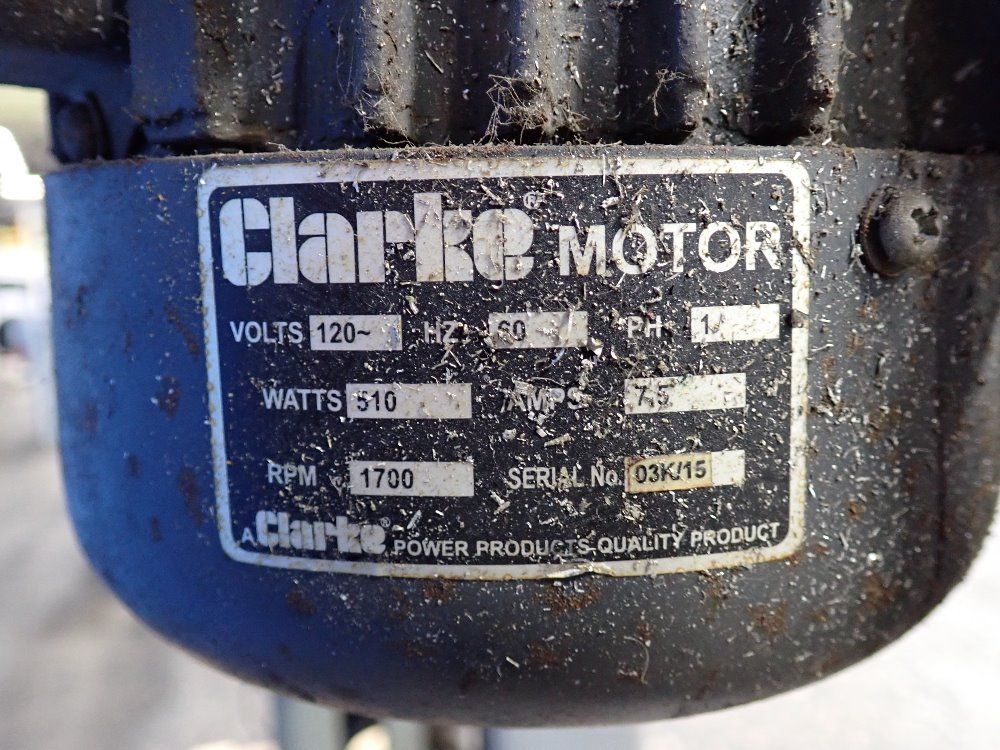 Clarke® MOTOR
VOLTS 120~ HZ 60 PH 1
WATTS 510 AMPS 7.5
RPM 1700 SERIAL No. 03K/15
A Clarke® POWER PRODUCTS QUALITY PRODUCT